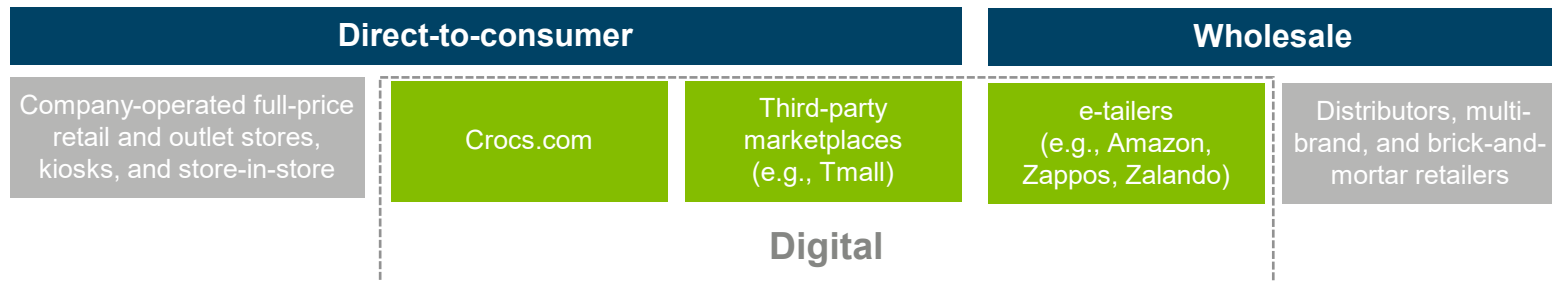 Direct-to-consumer
Wholesale
Company-operated full-price
retail and outlet stores,
kiosks, and store-in-store
Crocs.com
Third-party
marketplaces
(e.g., Tmall)
e-tailers
(e.g., Amazon,
Zappos, Zalando)
Distributors, multi-
brand, and brick-and-
mortar retailers
Digital